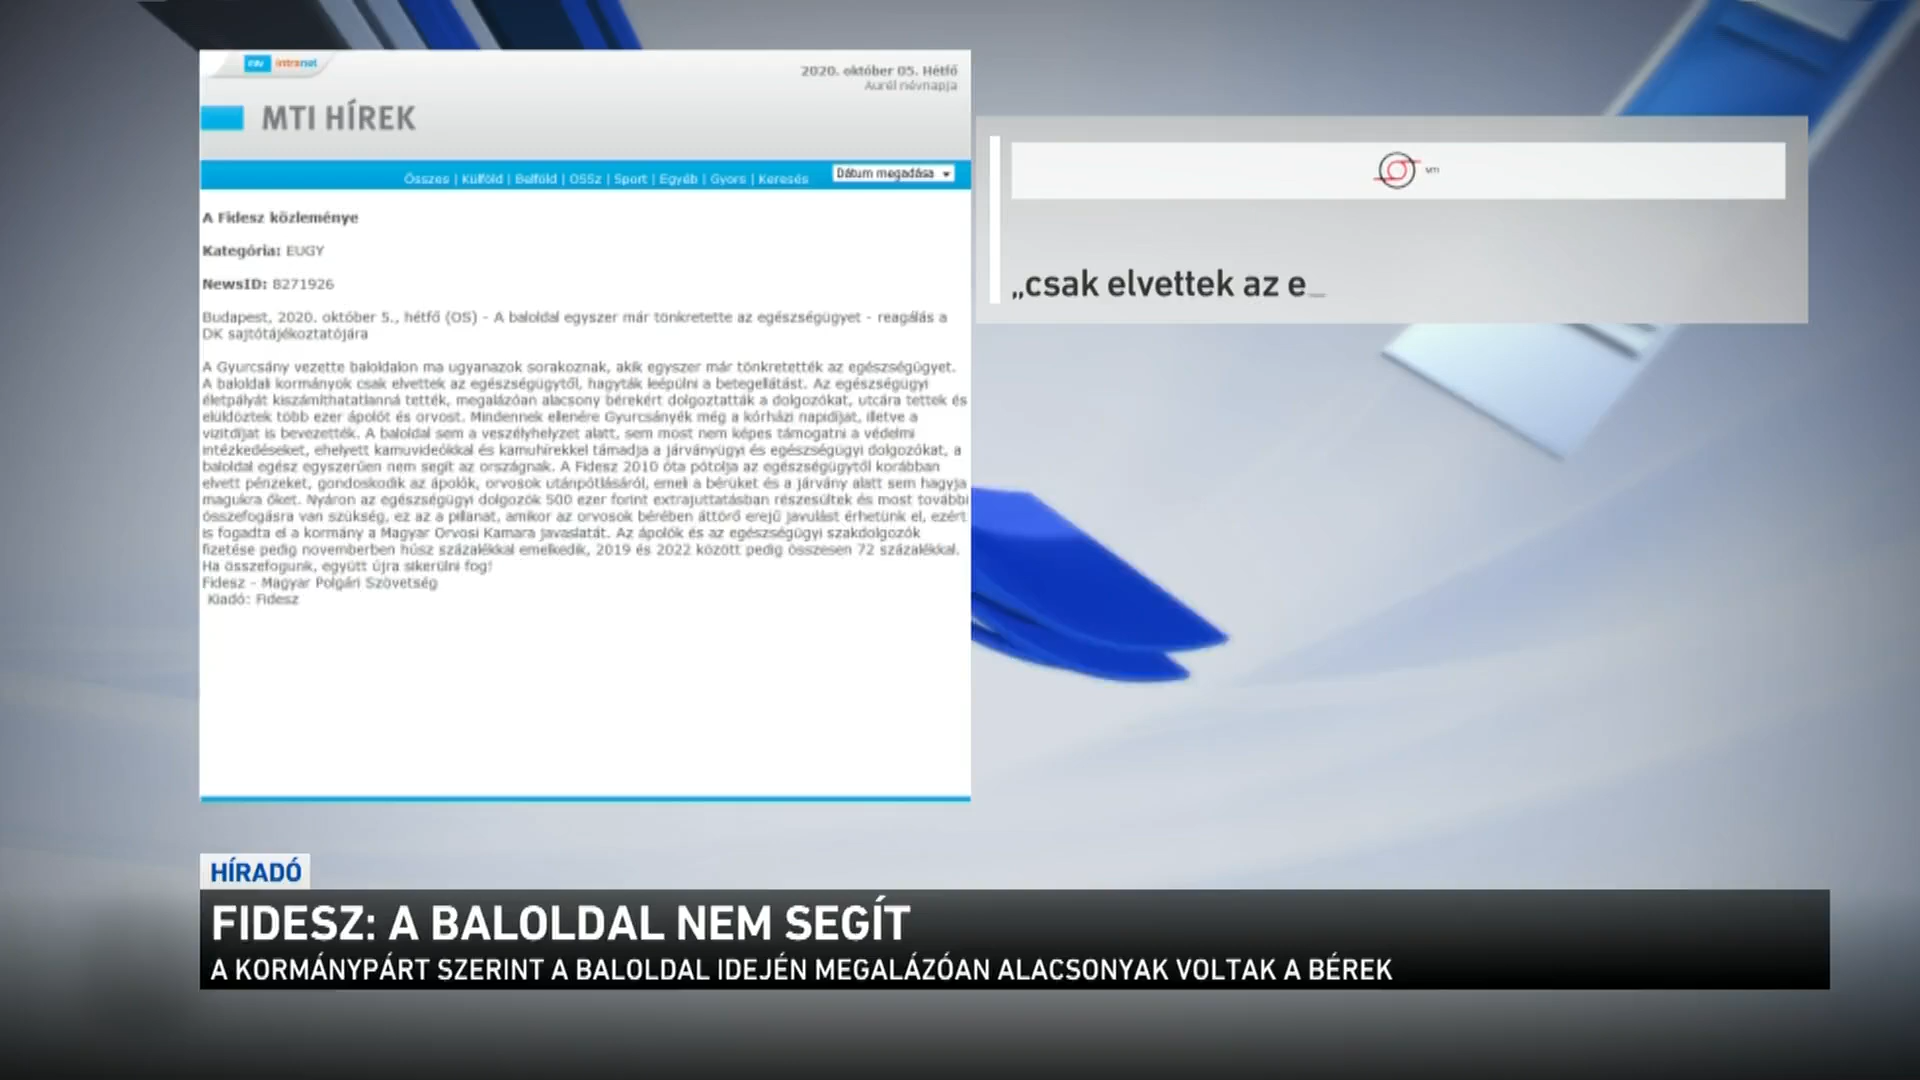 intranet
2020. október 05. Hétfő
Aurél névnapja
MTI HÍREK
Összes | Külföld | Belföld | OSSz | Sport | Egyéb | Gyors | Keresés
Dátum megadása
A Fidesz közleménye
Kategória: EUGY
NewsID: 8271926
Budapest, 2020. október 5., hétfő (OS) - A baloldal egyszer már tönkretette az egészségügyet - reagálás a
DK sajtótájékoztatójára
A Gyurcsány vezette baloldalon ma ugyanazok sorakoznak, akik egyszer már tönkretették az egészségügyet.
A baloldali kormányok csak elvettek az egészségügytől, hagyták leépülni a betegellátást. Az egészségügyi
életpályát kiszámíthatatlanná tették, megalázóan alacsony bérekért dolgoztatták a dolgozókat, utcára tettek és
elüldöztek több ezer ápolót és orvost. Mindennek ellenére Gyurcsányék még a kórházi napidíjat, illetve a
vizitdíjat is bevezették. A baloldal sem a veszélyhelyzet alatt, sem most nem képes támogatni a védelmi
intézkedéseket, ehelyett kamuvideókkal és kamuhírekkel támadja a járványügyi és egészségügyi dolgozókat, a
baloldal egész egyszerűen nem segít az országnak. A Fidesz 2010 óta pótolja az egészségügytől korábban
elvett pénzeket, gondoskodik az ápolók, orvosok utánpótlásáról, emeli a bérüket és a járvány alatt sem hagyja
magukra őket. Nyáron az egészségügyi dolgozók 500 ezer forint extrajuttatásban részesültek és most további
összefogásra van szükség, ez az a pillanat, amikor az orvosok bérében áttörő erejű javulást érhetünk el, ezért
is fogadta el a kormány a Magyar Orvosi Kamara javaslatát. Az ápolók és az egészségügyi szakdolgozók
fizetése pedig novemberben húsz százalékkal emelkedik, 2019 és 2022 között pedig összesen 72 százalékkal.
Ha összefogunk, együtt újra sikerülni fog!
Fidesz - Magyar Polgári Szövetség
Kiadó: Fidesz
MTI
„csak elvettek az e_
HÍRADÓ
FIDESZ: A BALOLDAL NEM SEGÍT
A KORMÁNYPÁRT SZERINT A BALOLDAL IDEJÉN MEGALÁZÓAN ALACSONYAK VOLTAK A BÉREK